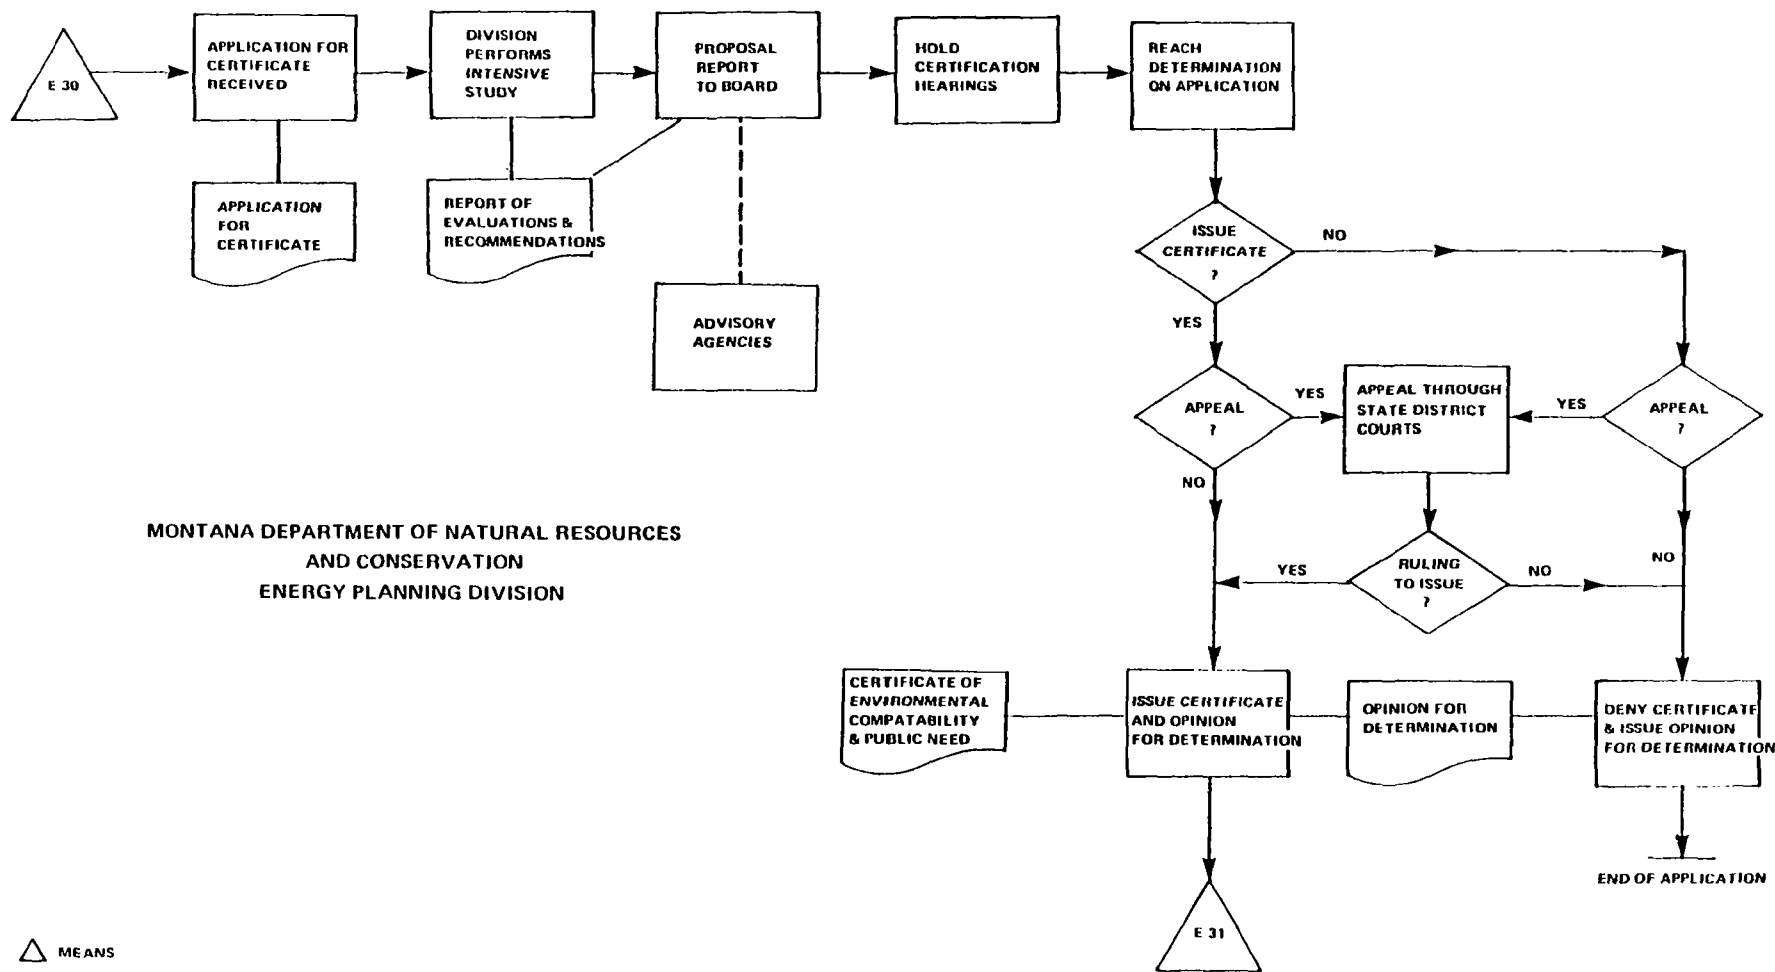 E 30
APPLICATION FOR
CERTIFICATE
RECEIVED
DIVISION
PERFORMS
INTENSIVE
STUDY
PROPOSAL
REPORT
TO BOARD
HOLD
CERTIFICATION
HEARINGS
REACH
DETERMINATION
ON APPLICATION
APPLICATION
FOR
CERTIFICATE
REPORT OF
EVALUATIONS &
RECOMMENDATIONS
ADVISORY
AGENCIES
ISSUE
CERTIFICATE
?
NO
YES
APPEAL
?
YES
APPEAL THROUGH
STATE DISTRICT
COURTS
YES
APPEAL
?
NO
NO
RULING
TO ISSUE
?
YES
NO
MONTANA DEPARTMENT OF NATURAL RESOURCES
AND CONSERVATION
ENERGY PLANNING DIVISION
CERTIFICATE OF
ENVIRONMENTAL
COMPATABILITY
& PUBLIC NEED
ISSUE CERTIFICATE
AND OPINION
FOR DETERMINATION
OPINION FOR
DETERMINATION
DENY CERTIFICATE
& ISSUE OPINION
FOR DETERMINATION
END OF APPLICATION
E 31
MEANS